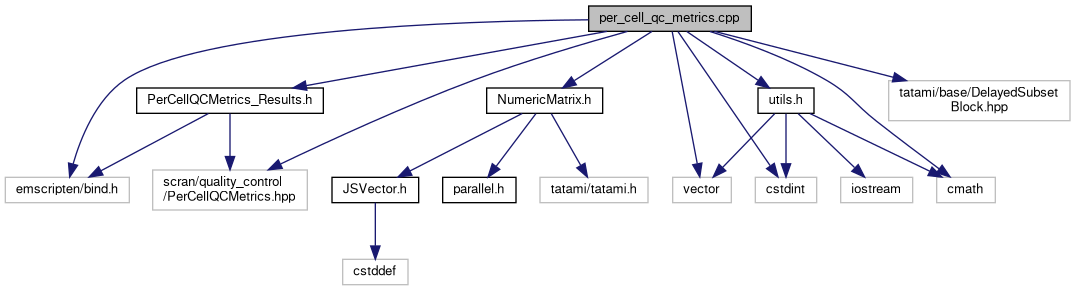 per_cell_qc_metrics.cpp
PerCellQCMetrics_Results.h
NumericMatrix.h
utils.h
tatami/base/DelayedSubset
Block.hpp
emscripten/bind.h
scran/quality_control
/PerCellQCMetrics.hpp
JSVector.h
parallel.h
tatami/tatami.h
vector
cstdint
iostream
cmath
cstddef